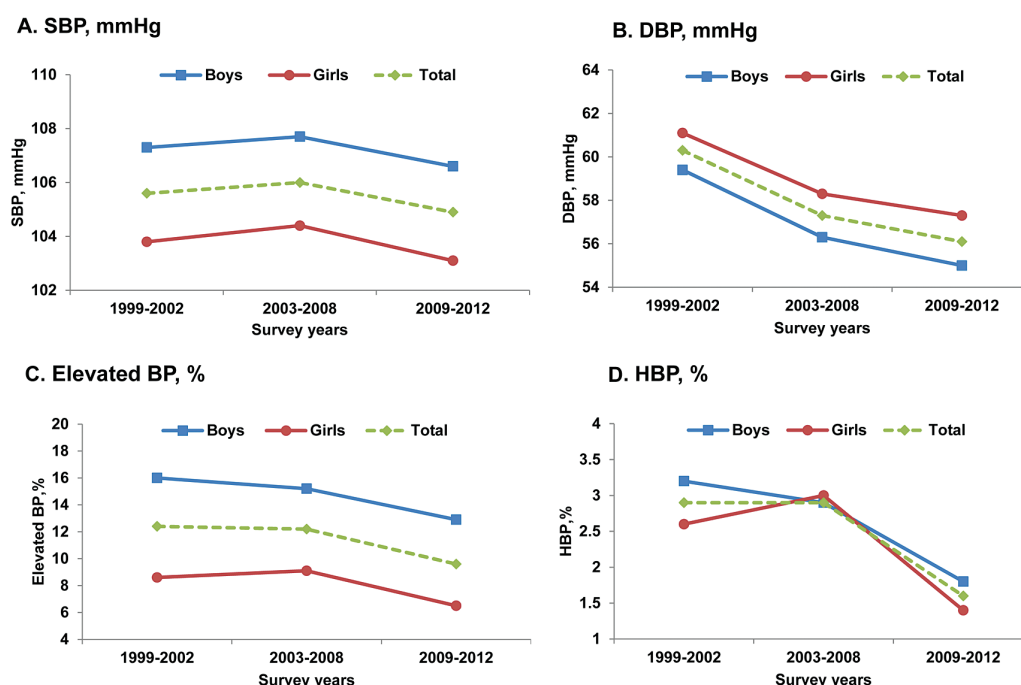 A. SBP, mmHg
Boys Girls Total
110
108
106
104
102
SBP, mmHg
1999-2002 2003-2008 2009-2012
Survey years
B. DBP, mmHg
Boys Girls Total
64
62
60
58
56
54
DBP, mmHg
1999-2002 2003-2008 2009-2012
Survey years
C. Elevated BP, %
Boys Girls Total
20
18
16
14
12
10
8
6
4
Elevated BP,%
1999-2002 2003-2008 2009-2012
Survey years
D. HBP, %
Boys Girls Total
4
3.5
3
2.5
2
1.5
1
HBP,%
1999-2002 2003-2008 2009-2012
Survey years